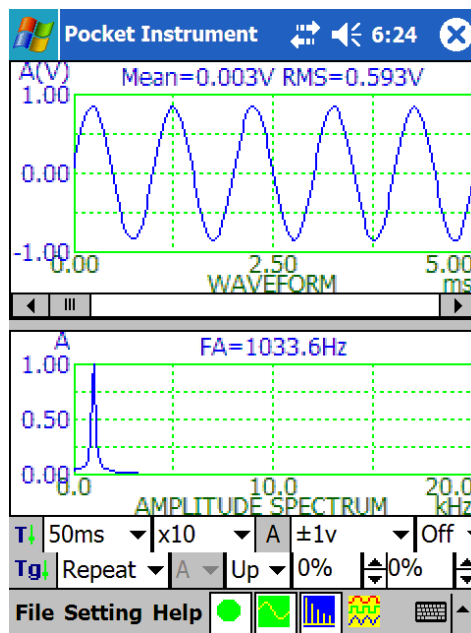 Pocket Instrument 6:24
A(V) Mean=0.003V RMS=0.593V
1.00
0.00
-1.00
0.00 2.50 5.00
WAVEFORM ms
A FA=1033.6Hz
1.00
0.50
0.00
0.0 10.0 20.0
AMPLITUDE SPECTRUM kHz
T 50ms x10 A ±1v Off
Tg Repeat A Up 0% 0%
File Setting Help